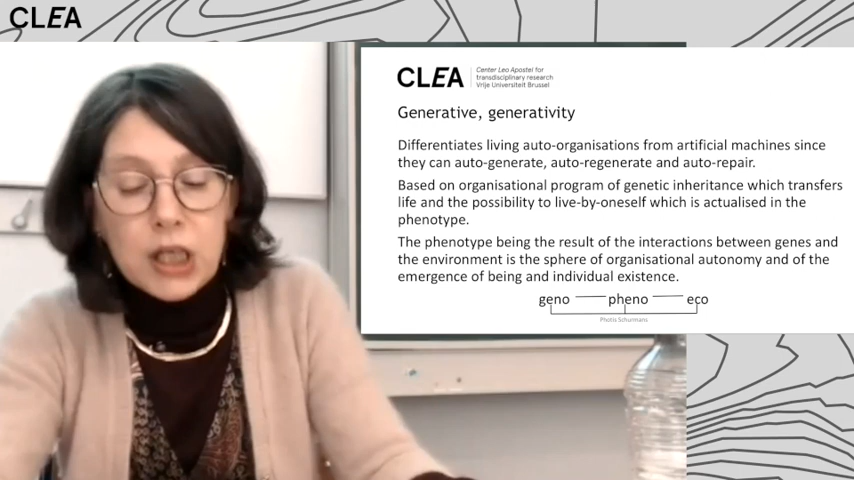 CLEA
CLEA
Center Leo Apostel for
transdisciplinary research
Vrije Universiteit Brussel
Generative, generativity
Differentiates living auto-organisations from artificial machines since
they can auto-generate, auto-regenerate and auto-repair.
Based on organisational program of genetic inheritance which transfers
life and the possibility to live-by-oneself which is actualised in the
phenotype.
The phenotype being the result of the interactions between genes and
the environment is the sphere of organisational autonomy and of the
emergence of being and individual existence.
geno pheno eco
Photis Schurmans